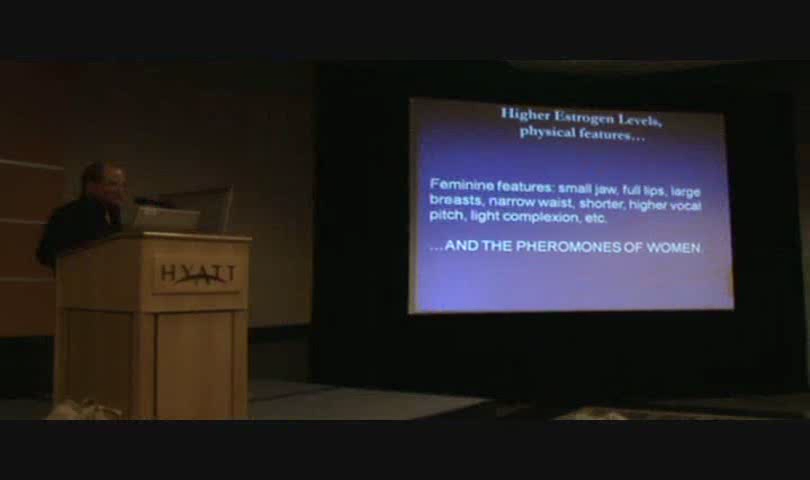 Higher Estrogen Levels,
physical features...
Feminine features: small jaw, full lips, large
breasts, narrow waist, shorter, higher vocal
pitch, light complexion, etc.
...AND THE PHEROMONES OF WOMEN.
HYATT